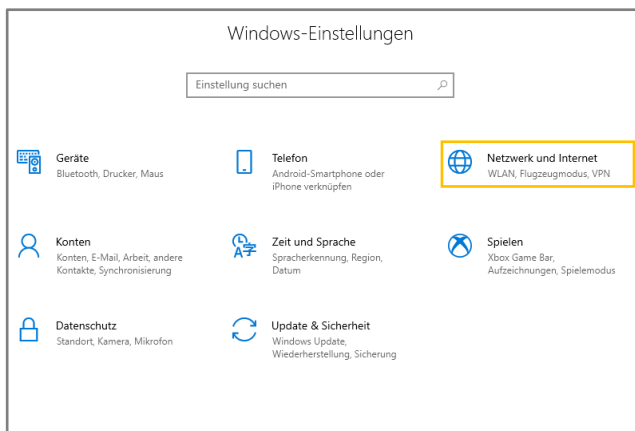 Windows-Einstellungen
Einstellung suchen
Geräte
Bluetooth, Drucker, Maus
Telefon
Android-Smartphone oder
iPhone verknüpfen
Netzwerk und Internet
WLAN, Flugzeugmodus, VPN
Konten
Konten, E-Mail, Arbeit, andere
Kontakte, Synchronisierung
Zeit und Sprache
Spracherkennung, Region,
Datum
Spielen
Xbox Game Bar,
Aufzeichnungen, Spielemodus
Datenschutz
Standort, Kamera, Mikrofon
Update & Sicherheit
Windows Update,
Wiederherstellung, Sicherung